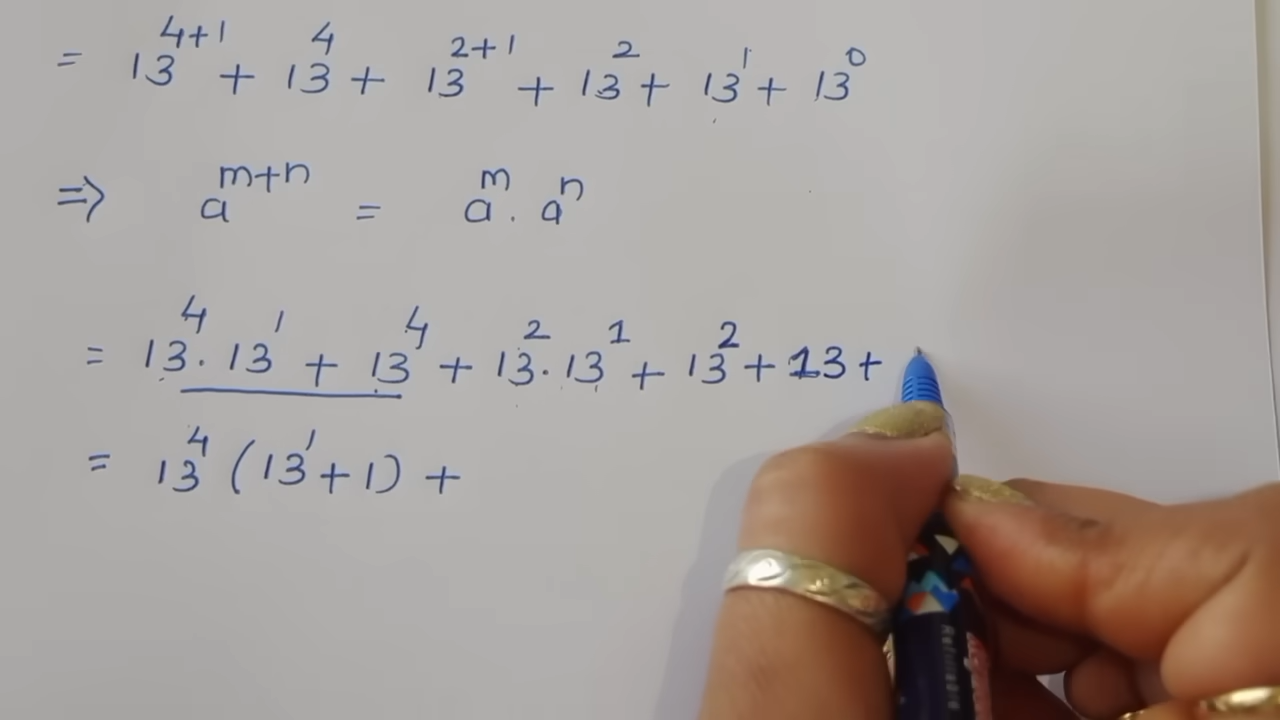 = 13^{4+1} + 13^4 + 13^{2+1} + 13^2 + 13^1 + 13^0
=> a^{m+n} = a^m . a^n
= 13^4 . 13^1 + 13^4 + 13^2 . 13^1 + 13^2 + 13 +
= 13^4 (13^1 + 1) +